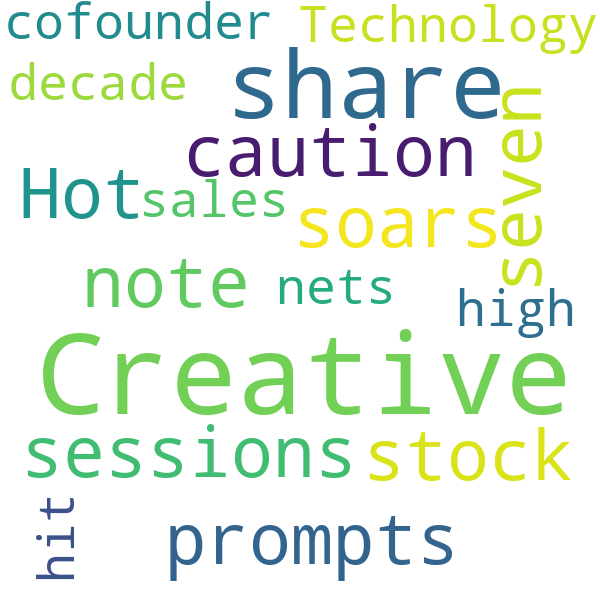 cofounder
Technology
decade
share
caution
seven
Hot
sales
soars
note
nets
high
Creative
sessions
stock
hit
prompts